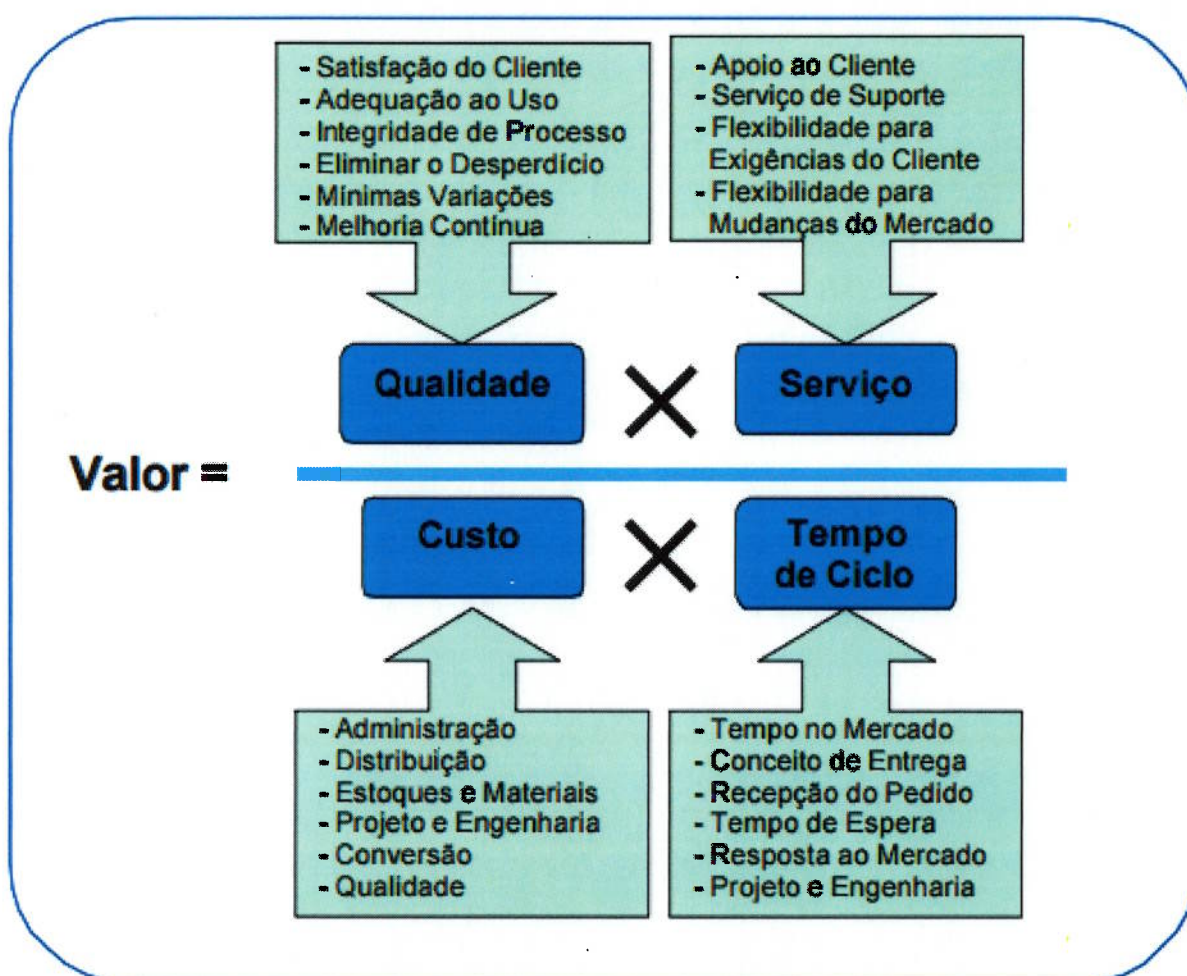 - Satisfação do Cliente
- Adequação ao Uso
- Integridade de Processo
- Eliminar o Desperdício
- Mínimas Variações
- Melhoria Contínua
- Apoio ao Cliente
- Serviço de Suporte
- Flexibilidade para
Exigências do Cliente
- Flexibilidade para
Mudanças do Mercado
Qualidade
×
Serviço
Valor =
Custo
×
Tempo
de Ciclo
- Administração
- Distribuição
- Estoques e Materiais
- Projeto e Engenharia
- Conversão
- Qualidade
- Tempo no Mercado
- Conceito de Entrega
- Recepção do Pedido
- Tempo de Espera
- Resposta ao Mercado
- Projeto e Engenharia